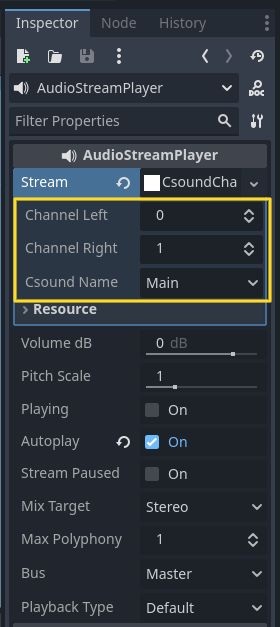 Inspector Node History
AudioStreamPlayer
DOC
Filter Properties
AudioStreamPlayer
Stream CsoundCha
Channel Left 0
Channel Right 1
Csound Name Main
Resource
Volume dB 0 dB
Pitch Scale 1
Playing On
Autoplay On
Stream Paused On
Mix Target Stereo
Max Polyphony 1
Bus Master
Playback Type Default